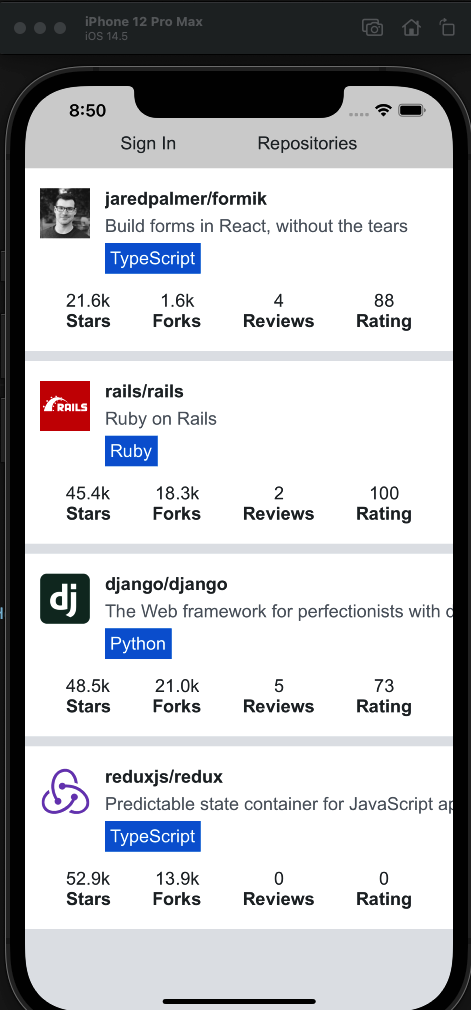 iPhone 12 Pro Max
iOS 14.5
8:50
Sign In Repositories
jaredpalmer/formik
Build forms in React, without the tears
TypeScript
21.6k 1.6k 4 88
Stars Forks Reviews Rating
RAILS
rails/rails
Ruby on Rails
Ruby
45.4k 18.3k 2 100
Stars Forks Reviews Rating
dj
django/django
The Web framework for perfectionists with
Python
48.5k 21.0k 5 73
Stars Forks Reviews Rating
reduxjs/redux
Predictable state container for JavaScript
TypeScript
52.9k 13.9k 0 0
Stars Forks Reviews Rating